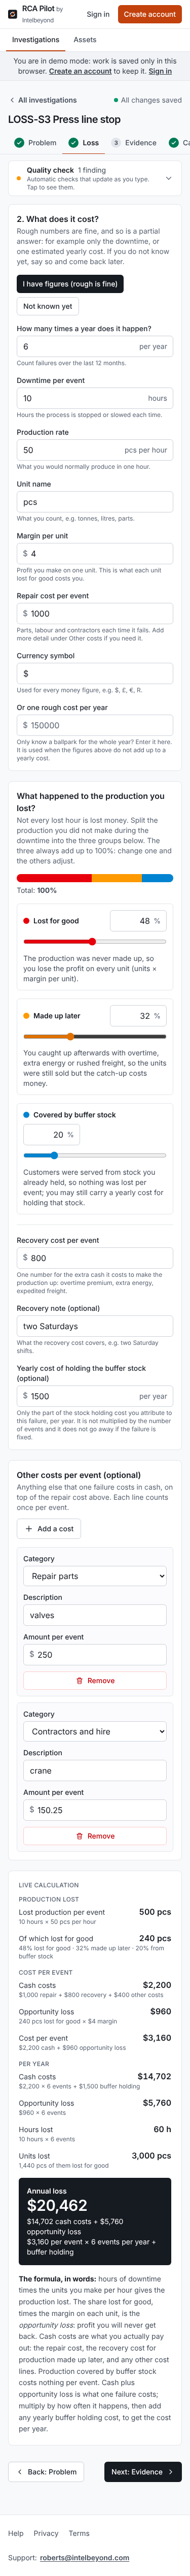 RCA Pilot by
Intelbeyond
Sign in
Create account
Investigations
Assets
You are in demo mode: work is saved only in this
browser. Create an account to keep it. Sign in
All investigations
All changes saved
LOSS-S3 Press line stop
Problem
Loss
3
Evidence
Quality check 1 finding
Automatic checks that update as you type.
Tap to see them.
2. What does it cost?
Rough numbers are fine, and so is a partial
answer: for example only the downtime, or
one estimated yearly cost. If you do not know
yet, say so and come back later.
I have figures (rough is fine)
Not known yet
How many times a year does it happen?
6
per year
Count failures over the last 12 months.
Downtime per event
10
hours
Hours the process is stopped or slowed each time.
Production rate
50
pcs per hour
What you would normally produce in one hour.
Unit name
pcs
What you count, e.g. tonnes, litres, parts.
Margin per unit
$ 4
Profit you make on one unit. This is what each unit
lost for good costs you.
Repair cost per event
$ 1000
Parts, labour and contractors each time it fails. Add
more detail under Other costs if you need it.
Currency symbol
$
Used for every money figure, e.g. $, £, €, R.
Or one rough cost per year
$ 150000
Only know a ballpark for the whole year? Enter it here.
It is used when the figures above do not add up to a
yearly cost.
What happened to the production you
lost?
Not every lost hour is lost money. Split the
production you did not make during the
downtime into the three groups below. The
three always add up to 100%: change one and
the others adjust.
Total: 100%
Lost for good
48 %
The production was never made up, so
you lose the profit on every unit (units ×
margin per unit).
Made up later
32 %
You caught up afterwards with overtime,
extra energy or rushed freight, so the units
were still sold but the catch-up costs
money.
Covered by buffer stock
20 %
Customers were served from stock you
already held, so nothing was lost per
event; you may still carry a yearly cost for
holding that stock.
Recovery cost per event
$ 800
One number for the extra cash it costs to make the
production up: overtime premium, extra energy,
expedited freight.
Recovery note (optional)
two Saturdays
What the recovery cost covers, e.g. two Saturday
shifts.
Yearly cost of holding the buffer stock
(optional)
$ 1500
per year
Only the part of the stock holding cost you attribute to
this failure, per year. It is not multiplied by the number
of events and it does not go away if the failure is
fixed.
Other costs per event (optional)
Anything else that one failure costs in cash, on
top of the repair cost above. Each line counts
once per event.
Add a cost
Category
Repair parts
Description
valves
Amount per event
$ 250
Remove
Category
Contractors and hire
Description
crane
Amount per event
$ 150.25
Remove
LIVE CALCULATION
PRODUCTION LOST
Lost production per event
500 pcs
10 hours × 50 pcs per hour
Of which lost for good
240 pcs
48% lost for good · 32% made up later · 20% from
buffer stock
COST PER EVENT
Cash costs
$2,200
$1,000 repair + $800 recovery + $400 other costs
Opportunity loss
$960
240 pcs lost for good × $4 margin
Cost per event
$3,160
$2,200 cash + $960 opportunity loss
PER YEAR
Cash costs
$14,702
$2,200 × 6 events + $1,500 buffer holding
Opportunity loss
$5,760
$960 × 6 events
Hours lost
60 h
10 hours × 6 events
Units lost
3,000 pcs
1,440 pcs of them lost for good
Annual loss
$20,462
$14,702 cash costs + $5,760
opportunity loss
$3,160 per event × 6 events per year +
buffer holding
The formula, in words: hours of downtime
times the units you make per hour gives the
lost production. The share lost for good,
times the margin on each unit, is the
opportunity loss: profit you will never get
back. Cash costs are what you actually pay
out: the repair cost, the recovery cost for
production made up later, and any other cost
lines. Production covered by buffer stock
costs nothing per event. Cash plus
opportunity loss is what one failure costs;
multiply by how often it happens, then add
any yearly buffer holding cost, to get the cost
per year.
Back: Problem
Next: Evidence
Help
Privacy
Terms
Support: roberts@intelbeyond.com